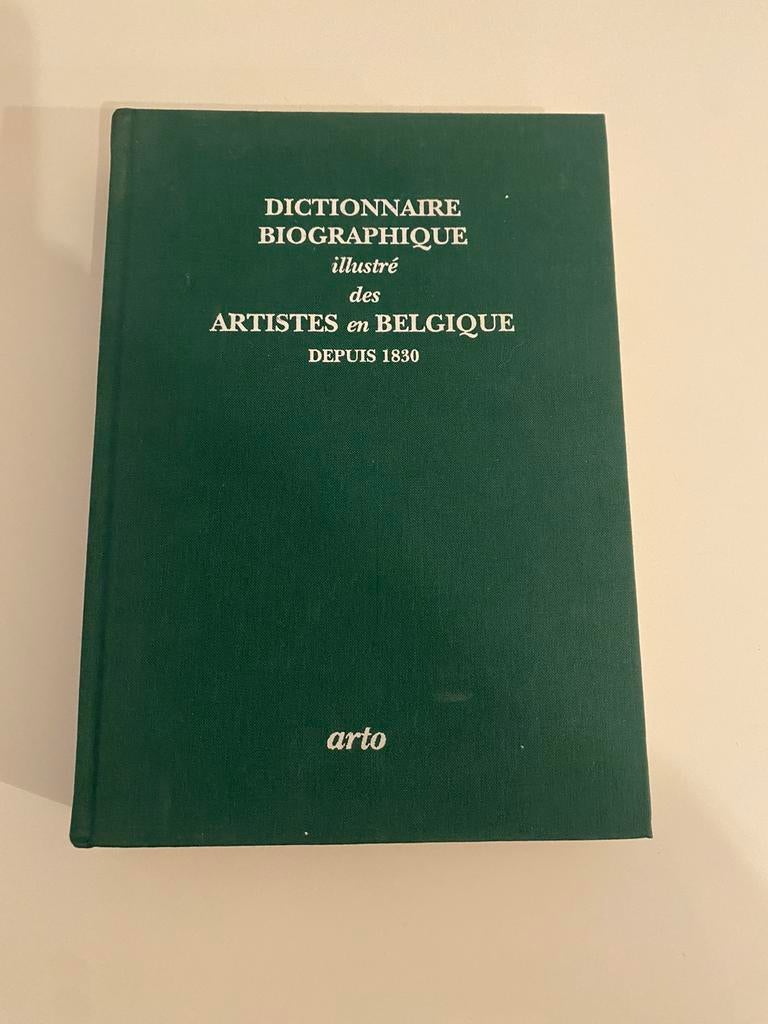 DICTIONNAIRE
BIOGRAPHIQUE
illustré
des
ARTISTES en BELGIQUE
DEPUIS 1830
arto